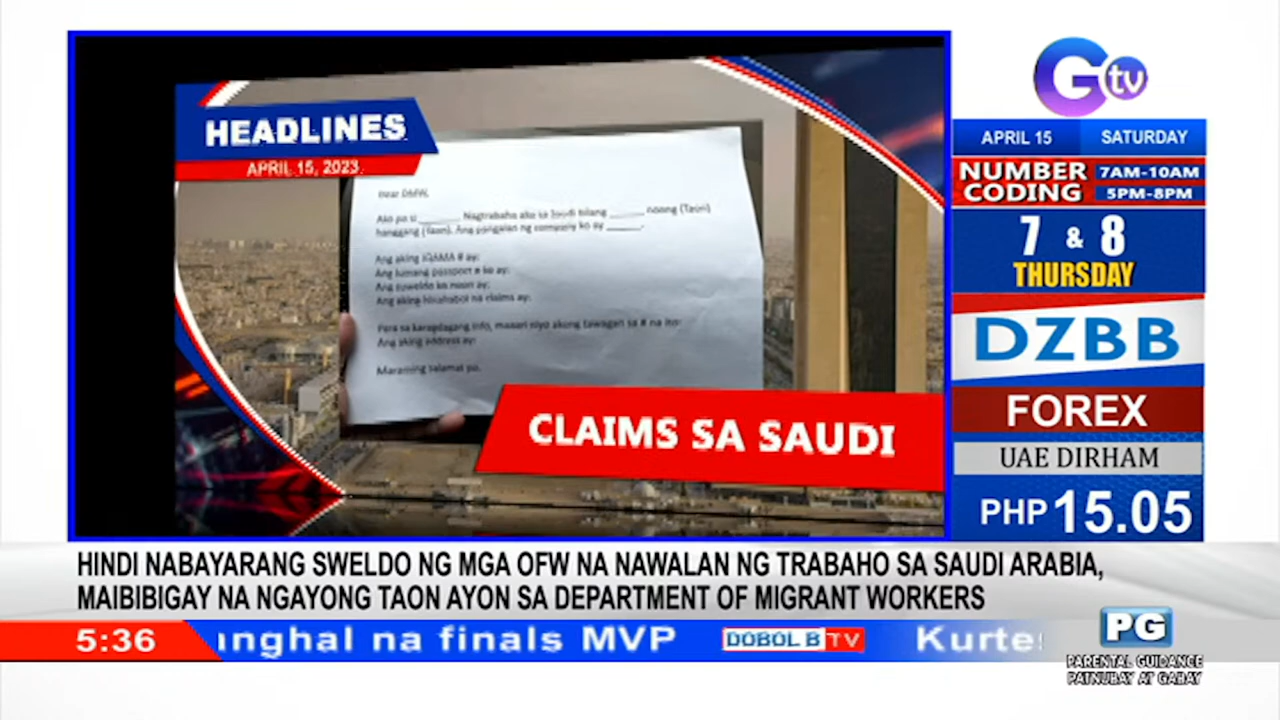 Gtv
HEADLINES
APRIL 15, 2023
Dear DMW,
Ako po si ______ Nagtrabaho ako sa Saudi bilang ______ noong (Taon)
hanggang (Taon). Ang pangalan ng company ko ay ______.
Ang aking IQAMA # ay:
Ang lumang passport # ko ay:
Ang suweldo ko noon ay:
Ang aking hinahabol na claims ay:
Para sa karagdagang info, maaari niyo akong tawagan sa # na ito:
Ang aking address ay:
Maraming salamat po.
CLAIMS SA SAUDI
APRIL 15 SATURDAY
NUMBER CODING
7AM-10AM
5PM-8PM
7 & 8
THURSDAY
DZBB
FOREX
UAE DIRHAM
PHP 15.05
HINDI NABAYARANG SWELDO NG MGA OFW NA NAWALAN NG TRABAHO SA SAUDI ARABIA,
MAIBIBIGAY NA NGAYONG TAON AYON SA DEPARTMENT OF MIGRANT WORKERS
5:36 anghal na finals MVP DOBOL B TV Kurtes
PG
PARENTAL GUIDANCE
PATNUBAY AT GABAY